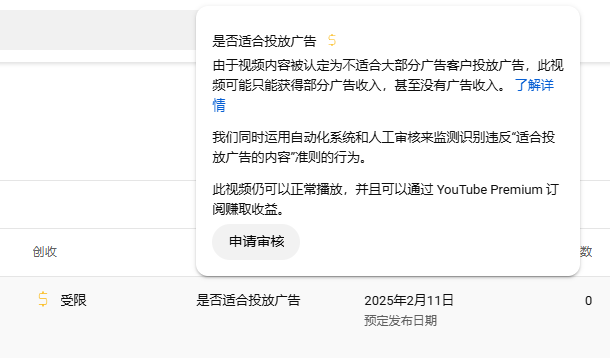 是否适合投放广告
由于视频内容被认定为不适合大部分广告客户投放广告，此视
频可能只能获得部分广告收入，甚至没有广告收入。 了解详
情
我们同时运用自动化系统和人工审核来监测识别违反“适合投
放广告的内容”准则的行为。
此视频仍可以正常播放，并且可以通过 YouTube Premium 订
阅赚取收益。
申请审核
创收
数
受限
是否适合投放广告
2025年2月11日
0
预定发布日期